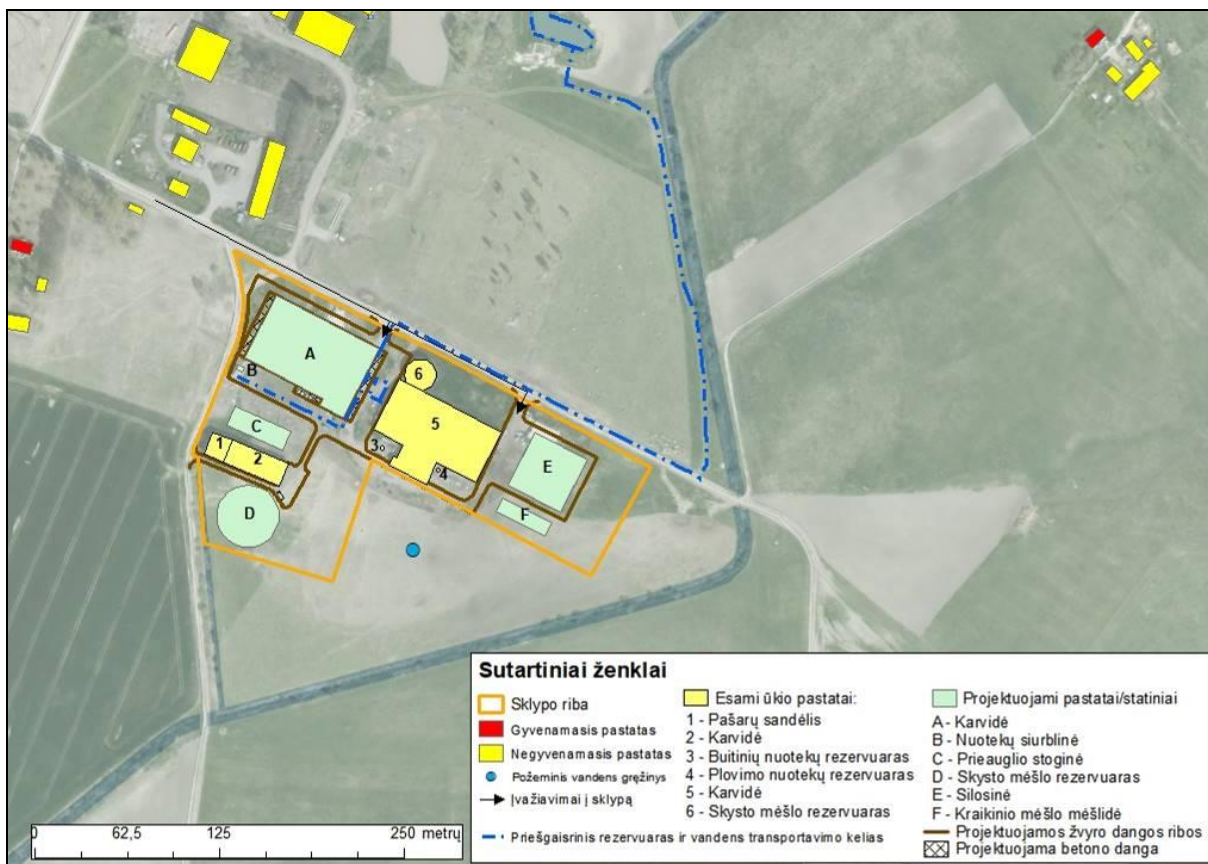 A
B
6
5
C
3
1
2
4
E
D
F
Sutartiniai ženklai
Sklypo riba
Gyvenamasis pastatas
Negyvenamasis pastatas
Požeminis vandens gręžinys
Įvažiavimai į sklypą
Priešgaisrinis rezervuaras ir vandens transportavimo kelias
Esami ūkio pastatai:
1 - Pašarų sandėlis
2 - Karvidė
3 - Buitinių nuotekų rezervuaras
4 - Plovimo nuotekų rezervuaras
5 - Karvidė
6 - Skysto mėšlo rezervuaras
Projektuojami pastatai/statiniai
A - Karvidė
B - Nuotekų siurblinė
C - Prieauglio stoginė
D - Skysto mėšlo rezervuaras
E - Silosinė
F - Kraikinio mėšlo mėšlidė
Projektuojamos žvyro dangos ribos
Projektuojama betono danga
0 62,5 125 250 metrų